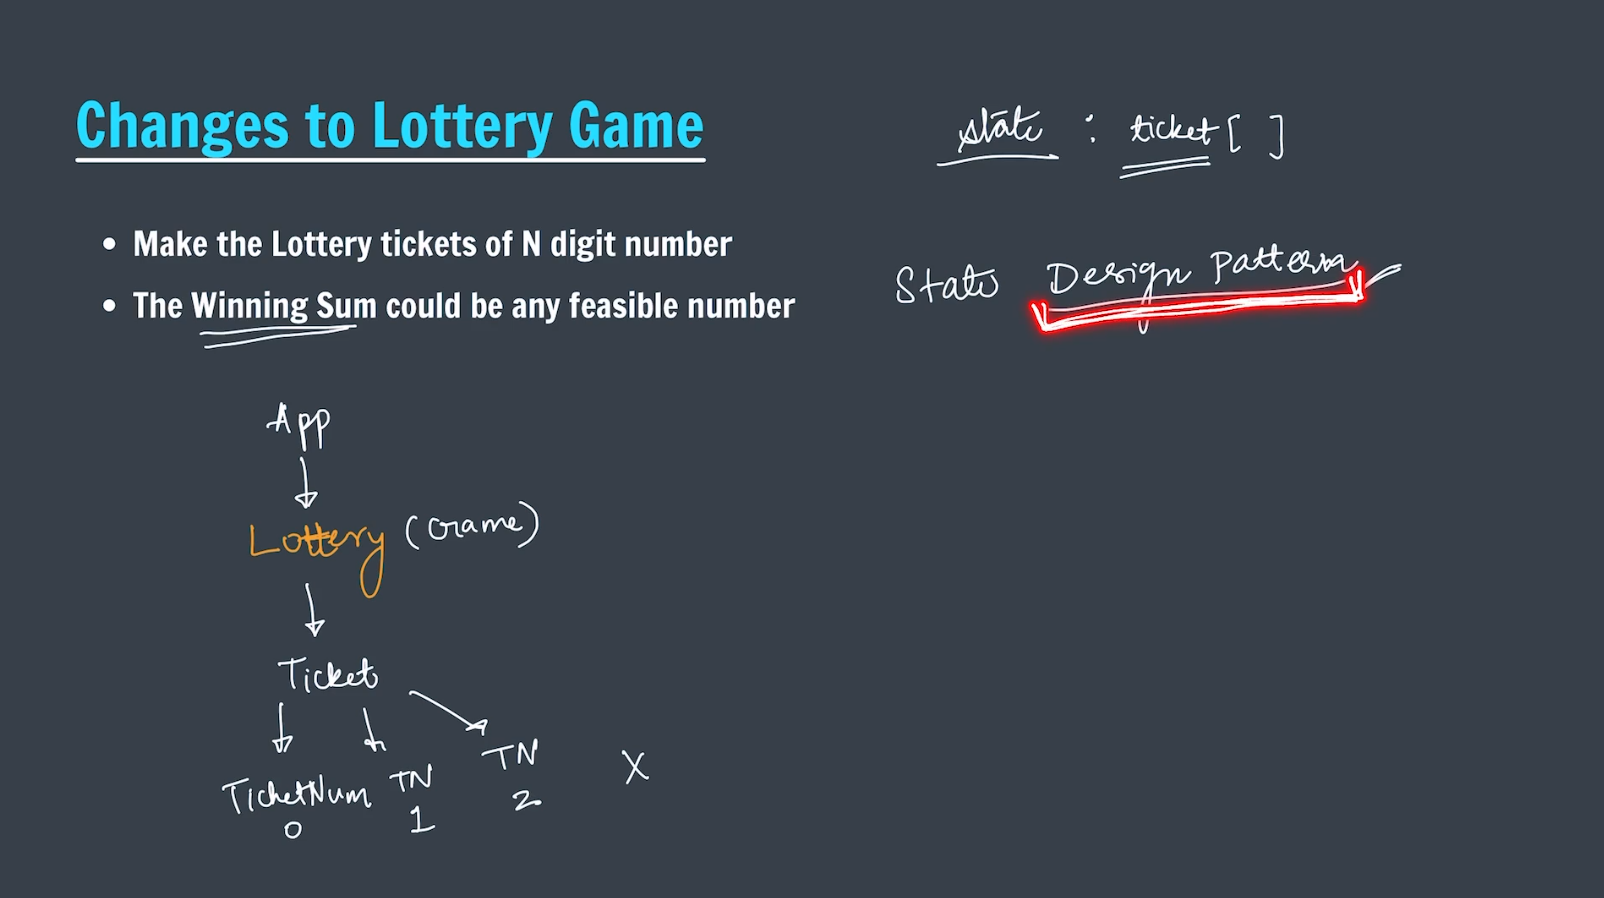 Changes to Lottery Game
• Make the Lottery tickets of N digit number
• The Winning Sum could be any feasible number
state : ticket[ ]
State Design Pattern
App
Lottery (Game)
Ticket
TicketNum TN TN X
0 1 2